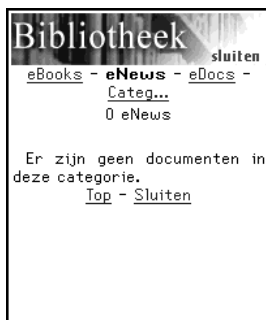 Bibliotheek
sluiten
eBooks - eNews - eDocs -
Categ...
0 eNews
Er zijn geen documenten in
deze categorie.
Top - Sluiten